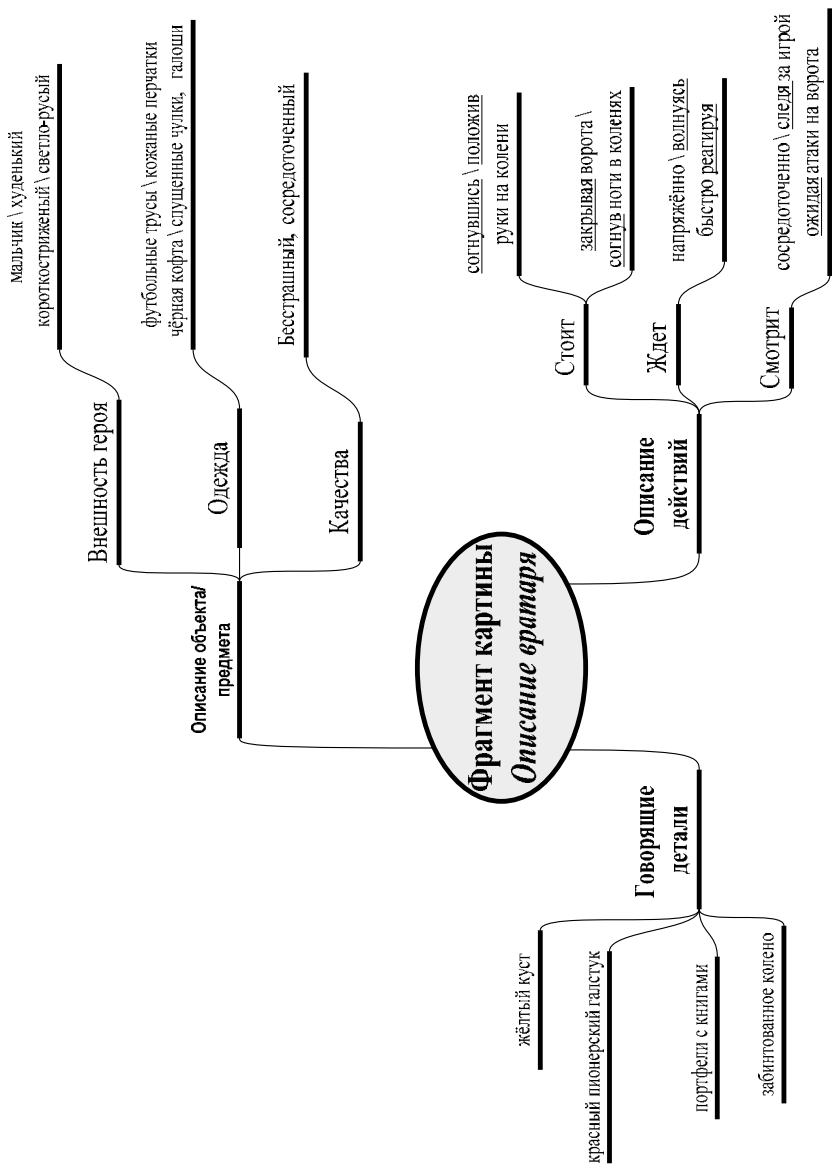 Фрагмент картины
Описание вратаря
Описание объекта/
предмета
Внешность героя
мальчик \ худенький
короткостриженый \ светло-русый
Одежда
футбольные трусы \ кожаные перчатки
чёрная кофта \ спущенные чулки, галоши
Качества
Бесстрашный, сосредоточенный
Описание
действий
Стоит
согнувшись \ положив
руки на колени
закрывая ворота \
согнув ноги в коленях
Ждет
напряжённо \ волнуясь
быстро реагируя
Смотрит
сосредоточенно \ следя за игрой
ожидая атаки на ворота
Говорящие
детали
жёлтый куст
красный пионерский галстук
портфели с книгами
забинтованное колено